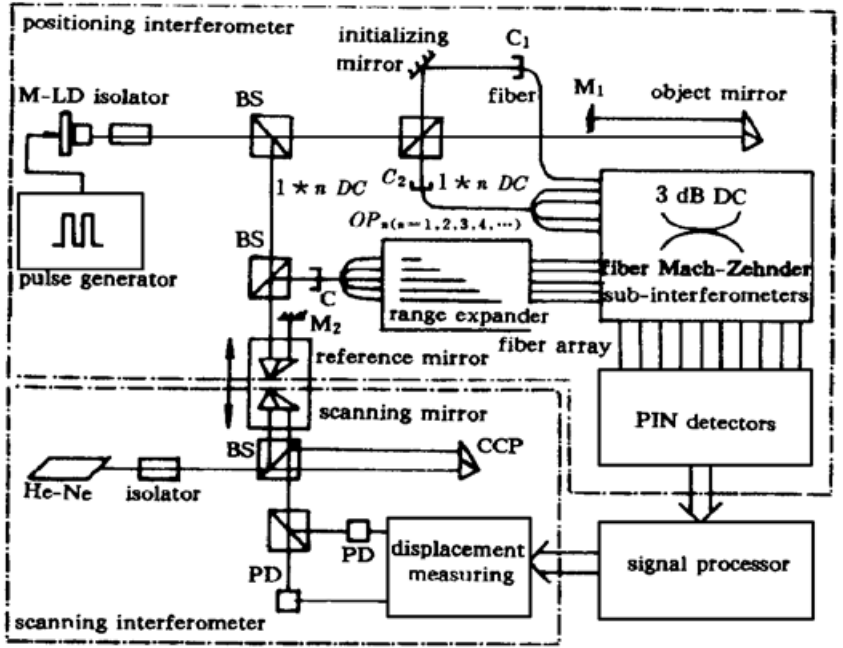 positioning interferometer
initializing
mirror
C1
fiber
M1
object mirror
M-LD isolator
BS
C2
1*n DC
1*n DC
3 dB DC
OPn(n=1,2,3,4,…)
pulse generator
BS
C
range expander
fiber Mach-Zehnder
sub-interferometers
M2
fiber array
reference mirror
scanning mirror
PIN detectors
BS
CCP
He-Ne
isolator
PD
PD
displacement
measuring
signal processor
scanning interferometer